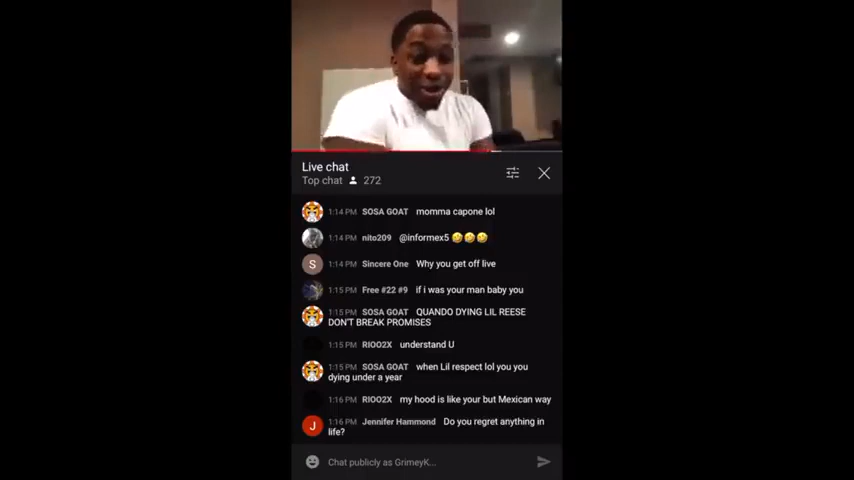 Live chat
Top chat 272
1:14 PM SOSA GOAT momma capone lol
1:14 PM nito209 @informex5 🤣🤣🤣
S 1:14 PM Sincere One Why you get off live
1:15 PM Free #22 #9 if i was your man baby you
1:15 PM SOSA GOAT QUANDO DYING LIL REESE
DON'T BREAK PROMISES
1:15 PM RIOO2X understand U
1:15 PM SOSA GOAT when Lil respect lol you you
dying under a year
1:16 PM RIOO2X my hood is like your but Mexican way
J 1:16 PM Jennifer Hammond Do you regret anything in
life?
Chat publicly as GrimeyK...